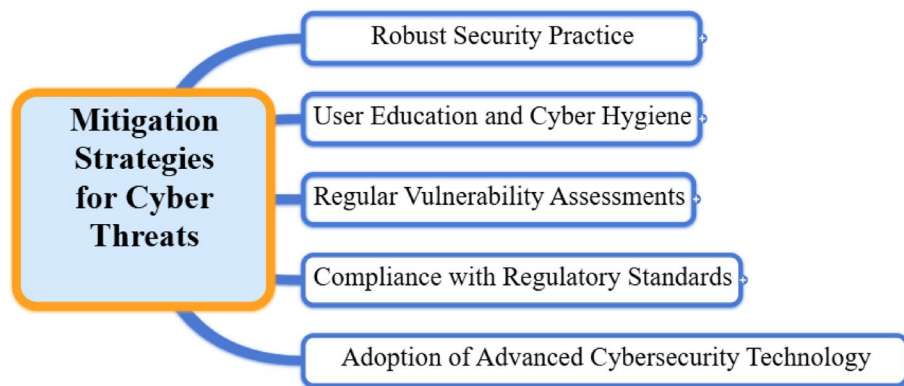 Mitigation
Strategies
for Cyber
Threats
Robust Security Practice
User Education and Cyber Hygiene
Regular Vulnerability Assessments
Compliance with Regulatory Standards
Adoption of Advanced Cybersecurity Technology